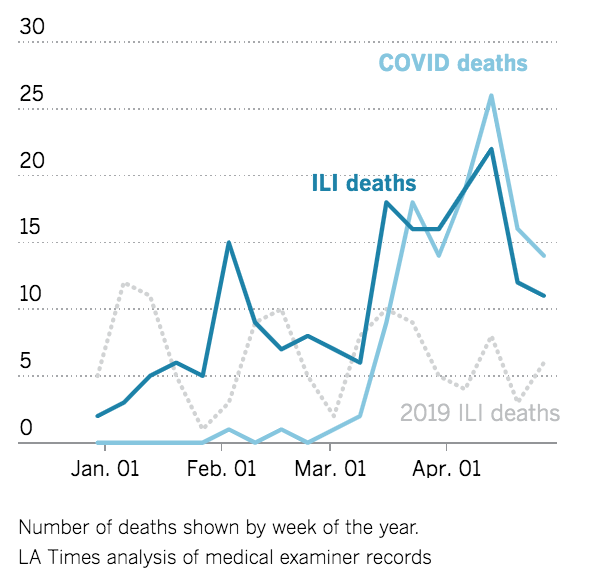 30
COVID deaths
25
20
ILI deaths
15
10
5
2019 ILI deaths
0
Jan. 01 Feb. 01 Mar. 01 Apr. 01
Number of deaths shown by week of the year.
LA Times analysis of medical examiner records